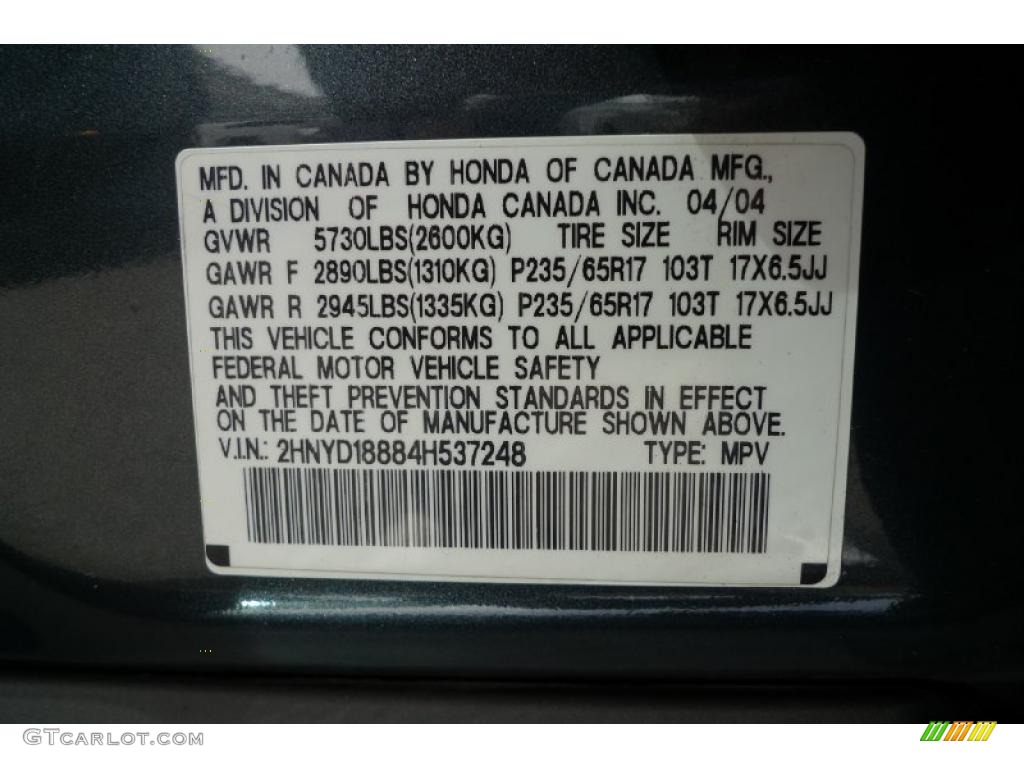 MFD. IN CANADA BY HONDA OF CANADA MFG.,
A DIVISION OF HONDA CANADA INC. 04/04
GVWR 5730LBS(2600KG) TIRE SIZE RIM SIZE
GAWR F 2890LBS(1310KG) P235/65R17 103T 17X6.5JJ
GAWR R 2945LBS(1335KG) P235/65R17 103T 17X6.5JJ
THIS VEHICLE CONFORMS TO ALL APPLICABLE
FEDERAL MOTOR VEHICLE SAFETY
AND THEFT PREVENTION STANDARDS IN EFFECT
ON THE DATE OF MANUFACTURE SHOWN ABOVE.
V.I.N.: 2HNYD18884H537248 TYPE: MPV
GTCARLOT.COM